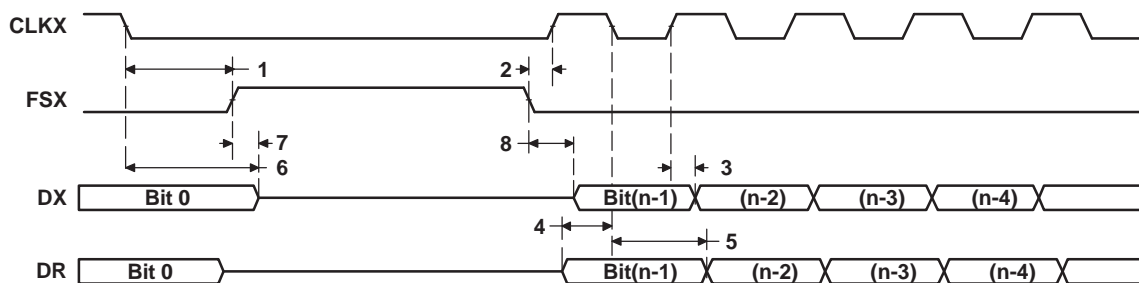 CLKX
1 2
FSX
7 8
6 3
DX Bit 0 Bit(n-1) (n-2) (n-3) (n-4)
4 5
DR Bit 0 Bit(n-1) (n-2) (n-3) (n-4)